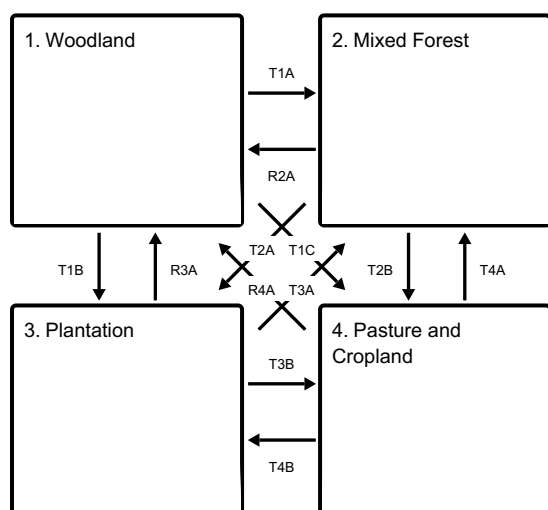 1. Woodland
2. Mixed Forest
T1A
R2A
T1B
R3A
T2A
T1C
R4A
T3A
T2B
T4A
3. Plantation
4. Pasture and
Cropland
T3B
T4B